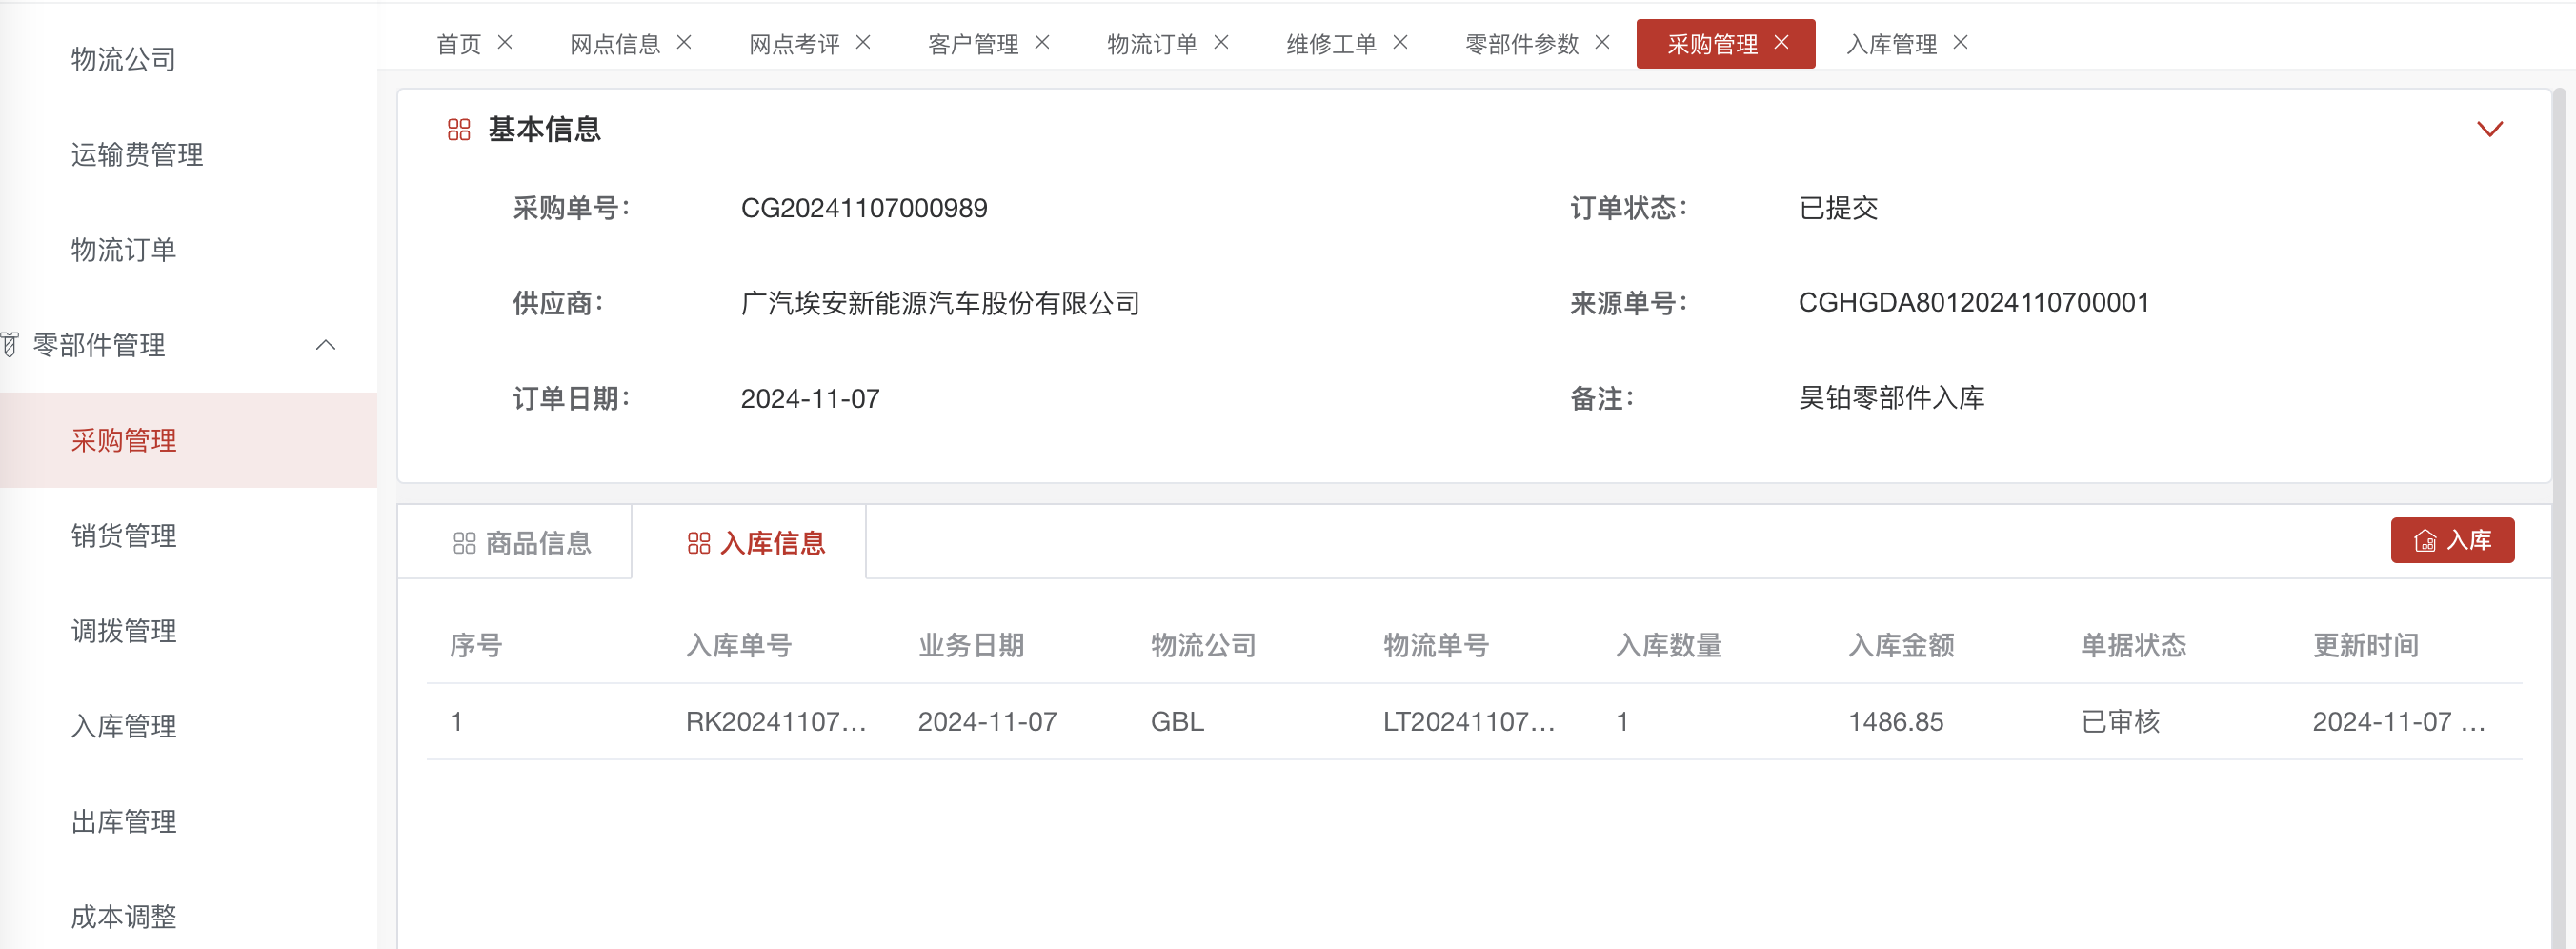 首页 网点信息 网点考评 客户管理 物流订单 维修工单 零部件参数 采购管理 入库管理
物流公司
运输费管理
物流订单
零部件管理
采购管理
销货管理
调拨管理
入库管理
出库管理
成本调整
基本信息
采购单号： CG20241107000989 订单状态： 已提交
供应商： 广汽埃安新能源汽车股份有限公司 来源单号： CGHGDA8012024110700001
订单日期： 2024-11-07 备注： 昊铂零部件入库
商品信息 入库信息 入库
序号 入库单号 业务日期 物流公司 物流单号 入库数量 入库金额 单据状态 更新时间
1 RK20241107... 2024-11-07 GBL LT20241107... 1 1486.85 已审核 2024-11-07 ...